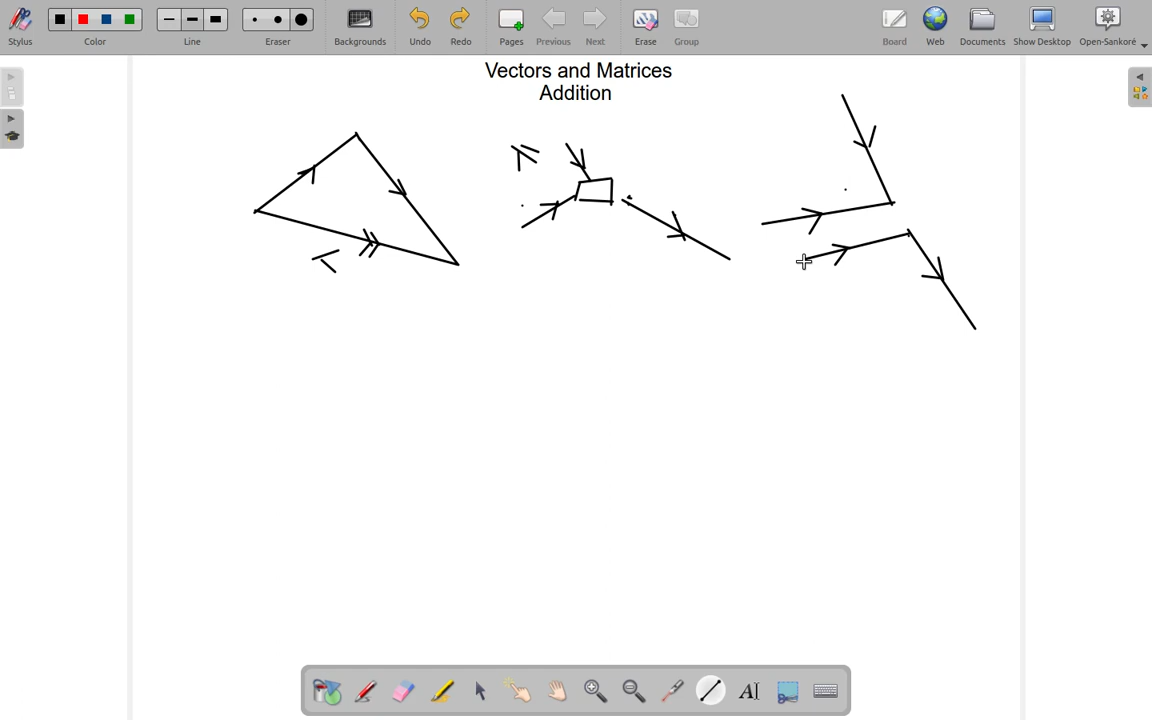 Stylus
Color
Line
Eraser
Backgrounds
Undo
Redo
Pages
Previous
Next
Erase
Group
Board
Web
Documents
Show Desktop
Open-Sankoré
Vectors and Matrices
Addition
AI